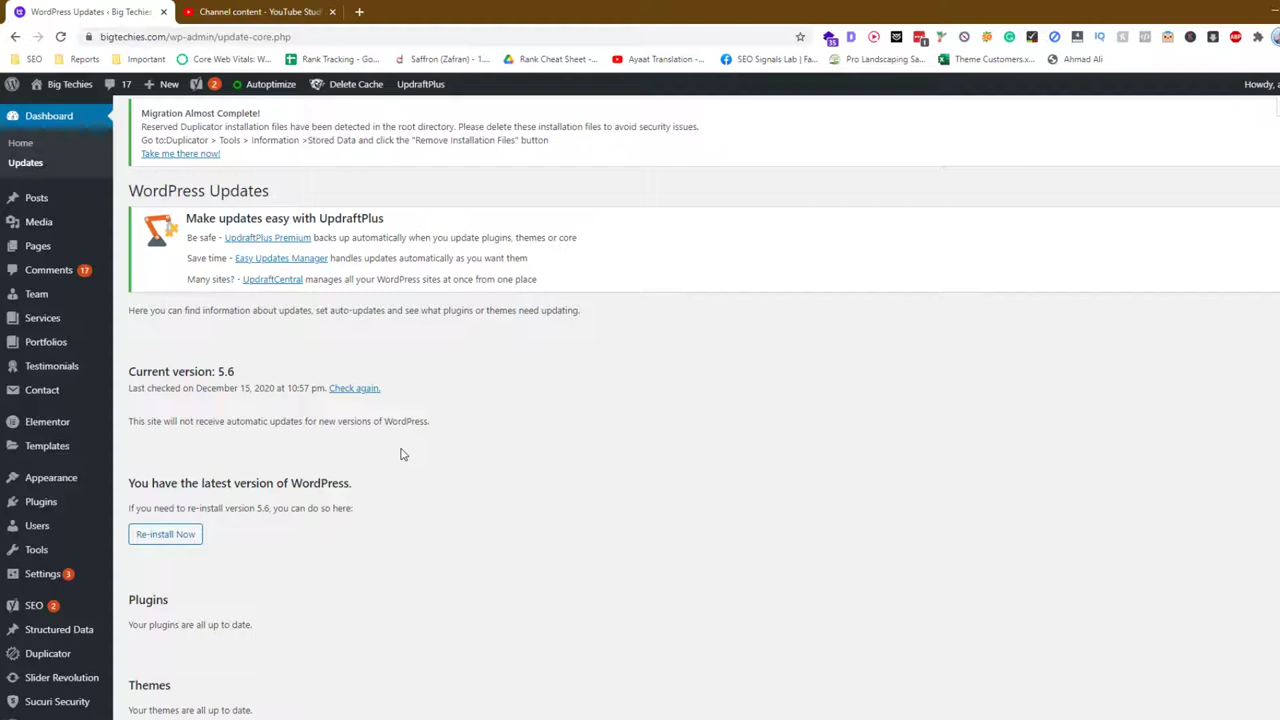 WordPress Updates ‹ Big Techies
Channel content - YouTube Stud
bigtechies.com/wp-admin/update-core.php
SEO
Reports
Important
Core Web Vitals: W...
Rank Tracking - Go...
Saffron (Zafran) - 1...
Rank Cheat Sheet -...
Ayaat Translation -...
SEO Signals Lab | Fa...
Pro Landscaping Sa...
Theme Customers.x...
Ahmad Ali
Big Techies
17
New
2
Autoptimize
Delete Cache
UpdraftPlus
Howdy, a
Dashboard
Home
Updates
Posts
Media
Pages
Comments 17
Team
Services
Portfolios
Testimonials
Contact
Elementor
Templates
Appearance
Plugins
Users
Tools
Settings 3
SEO 2
Structured Data
Duplicator
Slider Revolution
Sucuri Security
Migration Almost Complete!
Reserved Duplicator installation files have been detected in the root directory. Please delete these installation files to avoid security issues.
Go to:Duplicator > Tools > Information >Stored Data and click the "Remove Installation Files" button
Take me there now!
WordPress Updates
Make updates easy with UpdraftPlus
Be safe - UpdraftPlus Premium backs up automatically when you update plugins, themes or core
Save time - Easy Updates Manager handles updates automatically as you want them
Many sites? - UpdraftCentral manages all your WordPress sites at once from one place
Here you can find information about updates, set auto-updates and see what plugins or themes need updating.
Current version: 5.6
Last checked on December 15, 2020 at 10:57 pm. Check again.
This site will not receive automatic updates for new versions of WordPress.
You have the latest version of WordPress.
If you need to re-install version 5.6, you can do so here:
Re-install Now
Plugins
Your plugins are all up to date.
Themes
Your themes are all up to date.